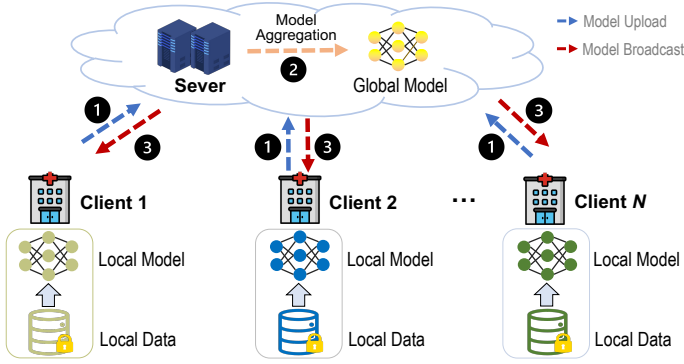 Model
Aggregation
Model Upload
Model Broadcast
2
Sever
Global Model
1
3
1
3
3
1
Client 1
Client 2
...
Client N
Local Model
Local Model
Local Model
Local Data
Local Data
Local Data